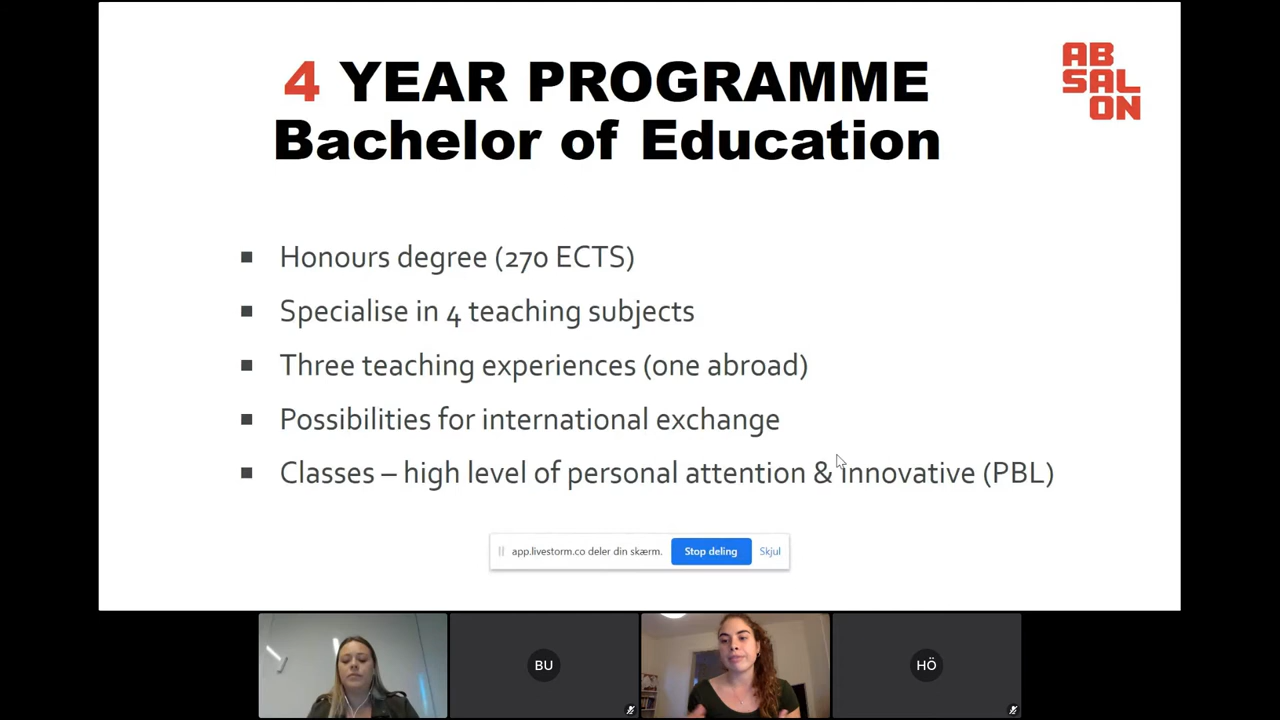 4 YEAR PROGRAMME
Bachelor of Education
AB
SAL
ON
Honours degree (270 ECTS)
Specialise in 4 teaching subjects
Three teaching experiences (one abroad)
Possibilities for international exchange
Classes – high level of personal attention & innovative (PBL)
app.livestorm.co deler din skærm. Stop deling Skjul
BU HÖ